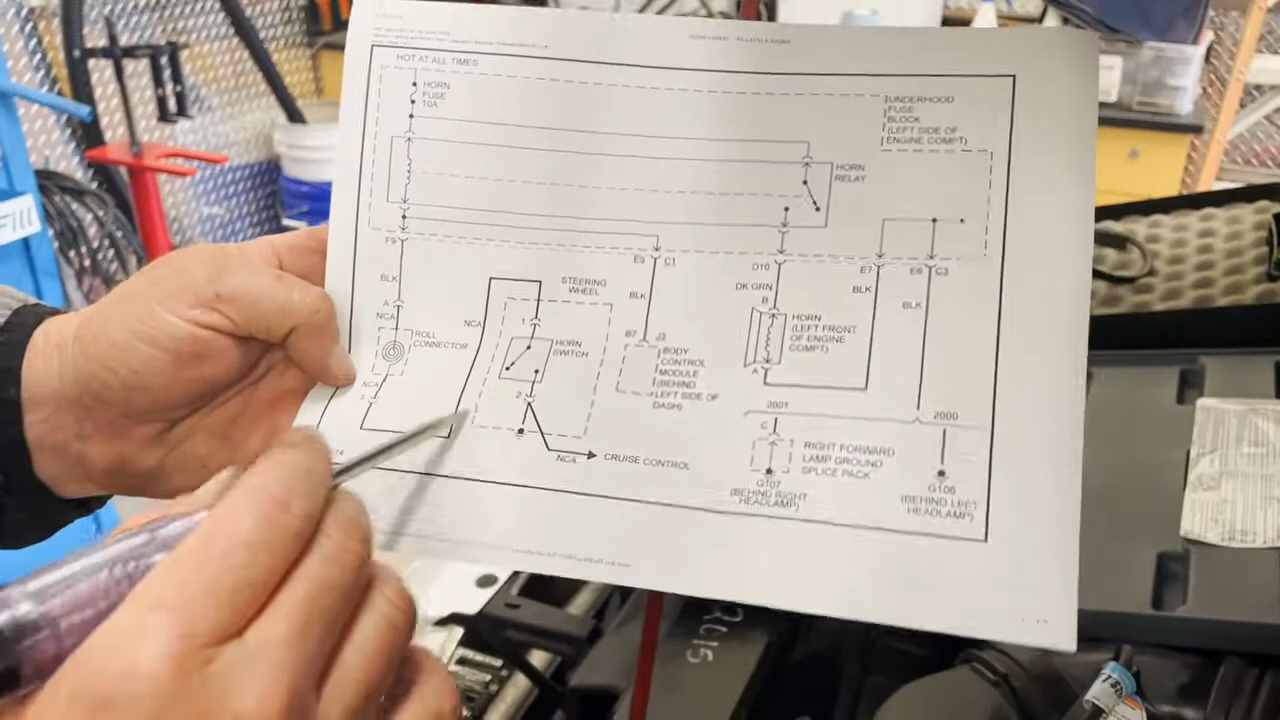 HOT AT ALL TIMES
HORN
FUSE
10A
UNDERHOOD
FUSE
BLOCK
(LEFT SIDE OF
ENGINE COMPT)
HORN
RELAY
F9
E9
C1
D10
E7
E6
C3
BLK
BLK
DK GRN
BLK
BLK
STEERING
WHEEL
A
NCA
NCA
1
B
ROLL
CONNECTOR
HORN
SWITCH
B7
J3
BODY
CONTROL
MODULE
(BEHIND
LEFT SIDE OF
DASH)
HORN
(LEFT FRONT
OF ENGINE
COMPT)
A
NCA
3
2
2001
2000
C
NCA
CRUISE CONTROL
RIGHT FORWARD
LAMP GROUND
SPLICE PACK
G107
(BEHIND RIGHT
HEADLAMP)
G106
(BEHIND LEFT
HEADLAMP)
Fill